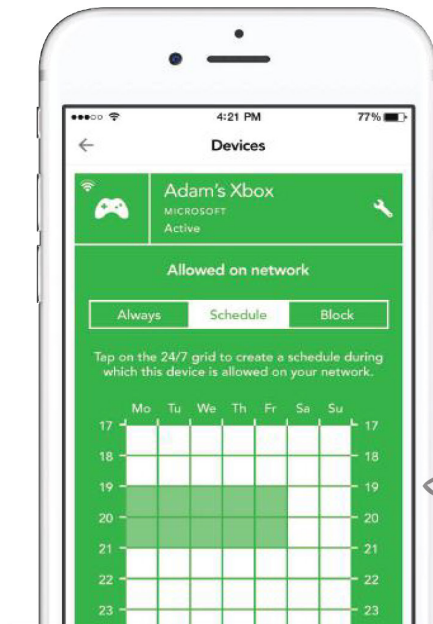 4:21 PM 77%
Devices
Adam's Xbox
MICROSOFT
Active
Allowed on network
Always Schedule Block
Tap on the 24/7 grid to create a schedule during
which this device is allowed on your network.
Mo Tu We Th Fr Sa Su
17 17
18 18
19 19
20 20
21 21
22 22
23 23